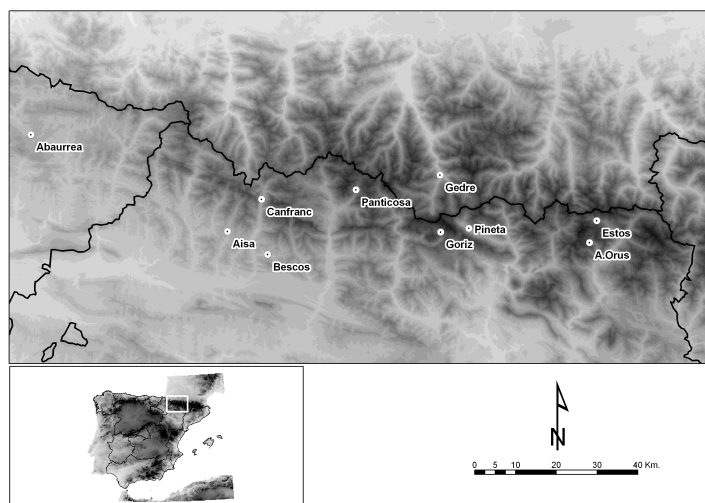 Abaurrea
Gedre
Panticosa
Canfranc
Pineta
Estos
Aisa
Goriz
A.Orus
Bescos
N
0 5 10 20 30 40 Km.